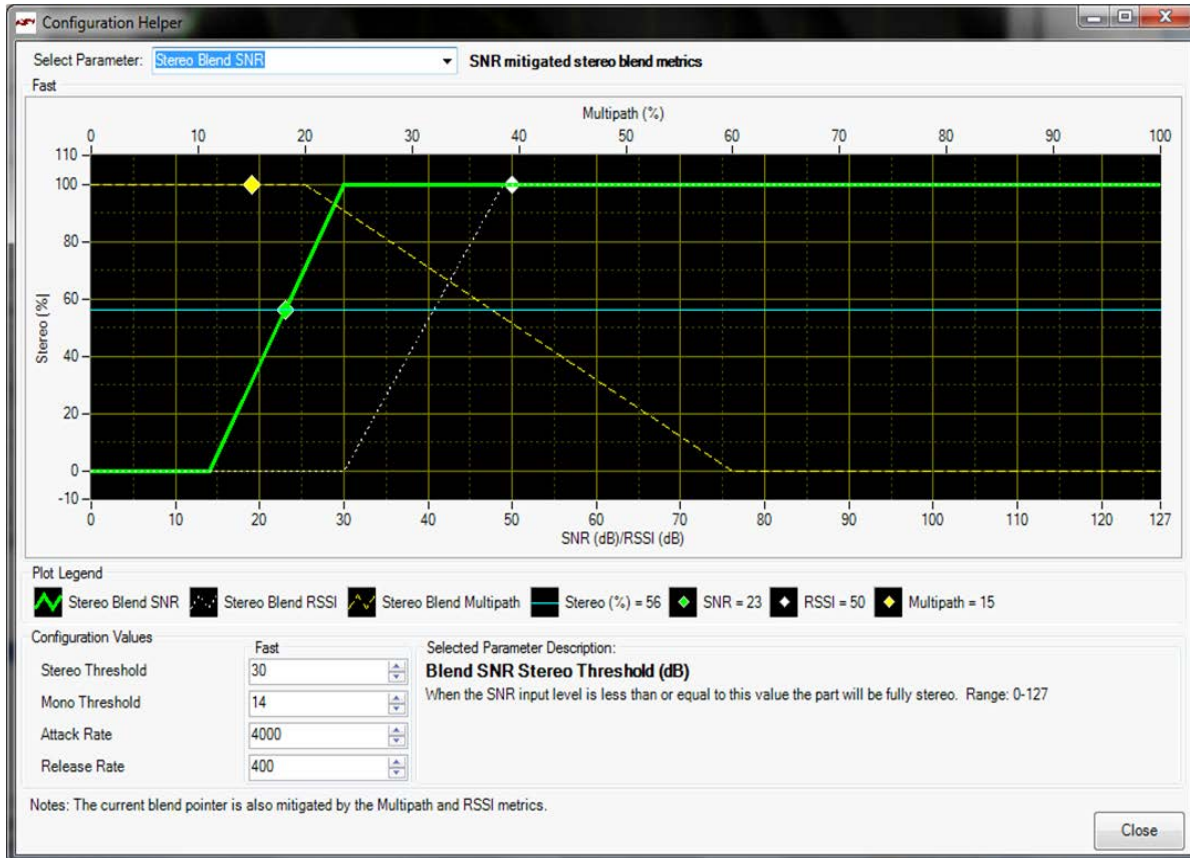 Configuration Helper
Select Parameter: Stereo Blend SNR SNR mitigated stereo blend metrics
Fast
Multipath (%)
0 10 20 30 40 50 60 70 80 90 100
110
100
80
60
40
20
0
-10
Stereo (%)
0 10 20 30 40 50 60 70 80 90 100 110 120 127
SNR (dB)/RSSI (dB)
Plot Legend
Stereo Blend SNR Stereo Blend RSSI Stereo Blend Multipath Stereo (%) = 56 SNR = 23 RSSI = 50 Multipath = 15
Configuration Values
Fast
Stereo Threshold 30
Mono Threshold 14
Attack Rate 4000
Release Rate 400
Selected Parameter Description:
Blend SNR Stereo Threshold (dB)
When the SNR input level is less than or equal to this value the part will be fully stereo. Range: 0-127
Notes: The current blend pointer is also mitigated by the Multipath and RSSI metrics.
Close